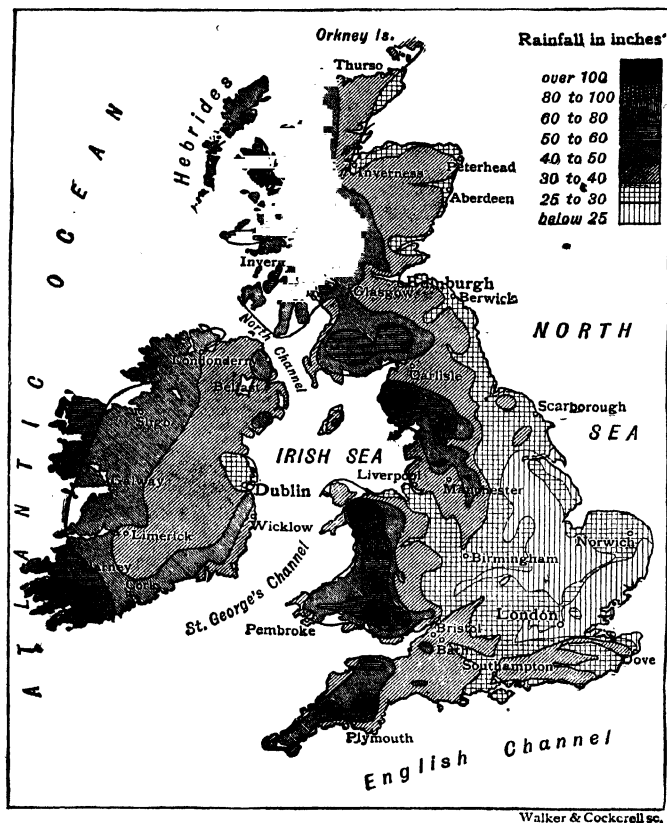 Orkney Is.
Rainfall in inches
Thurso
over 100
80 to 100
60 to 80
50 to 60
40 to 50
30 to 40
25 to 30
below 25
Hebrides
Inverness
Peterhead
Aberdeen
OCEAN
Edinburgh
Glasgow
Berwick
North Channel
NORTH
SEA
Londonderry
Belfast
Carlisle
Scarborough
Sligo
IRISH SEA
Liverpool
Manchester
Galway
Dublin
Limerick
Wicklow
Norwich
Birmingham
Cork
St. George's Channel
London
Pembroke
Bristol
Bath
Southampton
Dove
ATLANTIC
Plymouth
English Channel
Walker & Cockerell sc.